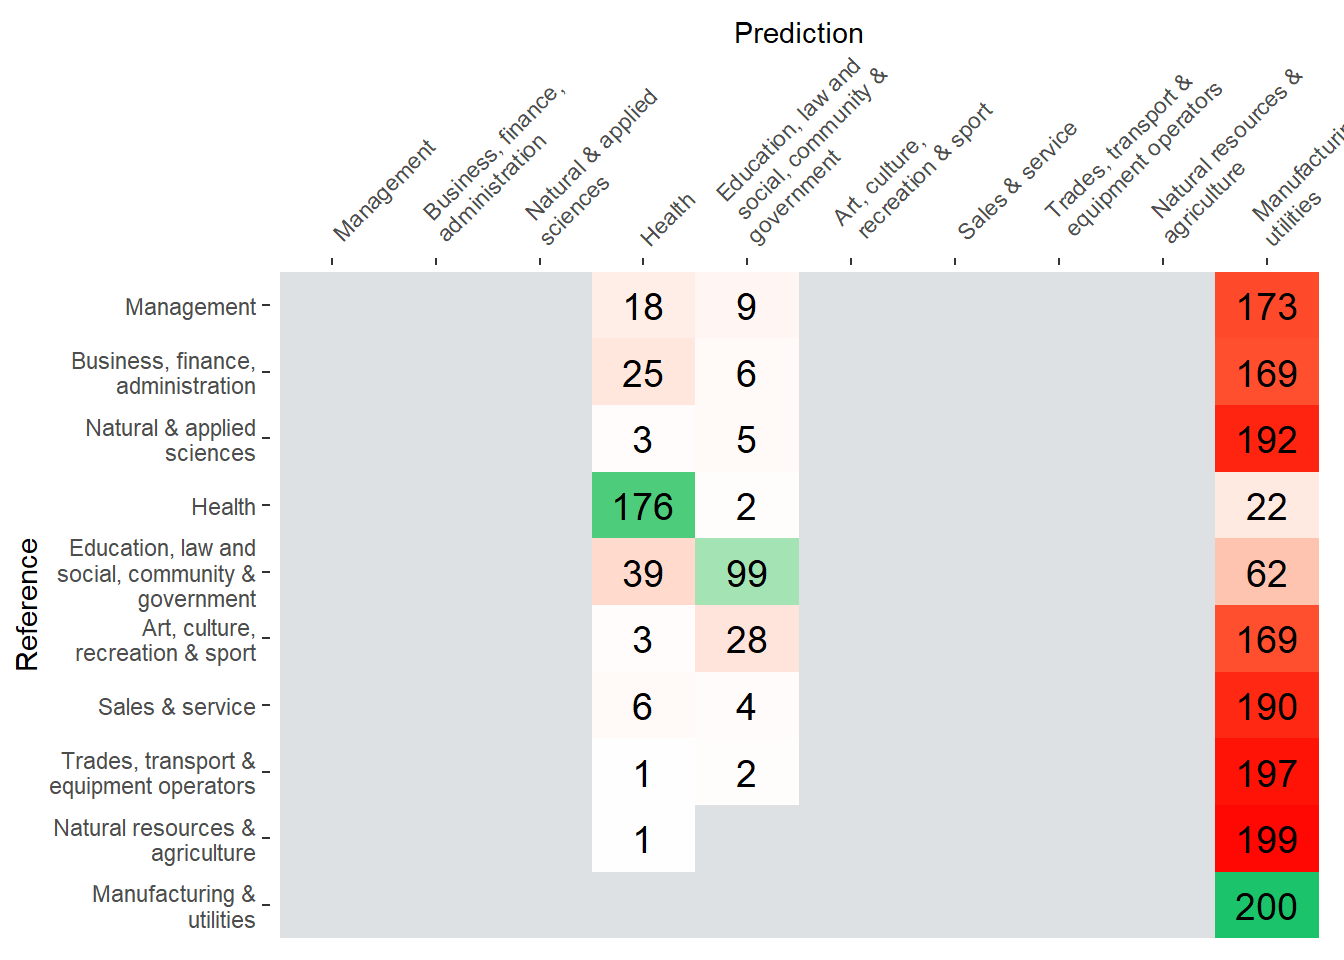 Prediction
Management
Business, finance,
administration
Natural & applied
sciences
Health
Education, law and
social, community &
government
Art, culture,
recreation & sport
Sales & service
Trades, transport &
equipment operators
Natural resources &
agriculture
Manufacturin
utilities
Reference
Management
18 9 173
Business, finance,
administration
25 6 169
Natural & applied
sciences
3 5 192
Health
176 2 22
Education, law and
social, community &
government
39 99 62
Art, culture,
recreation & sport
3 28 169
Sales & service
6 4 190
Trades, transport &
equipment operators
1 2 197
Natural resources &
agriculture
1 199
Manufacturing &
utilities
200